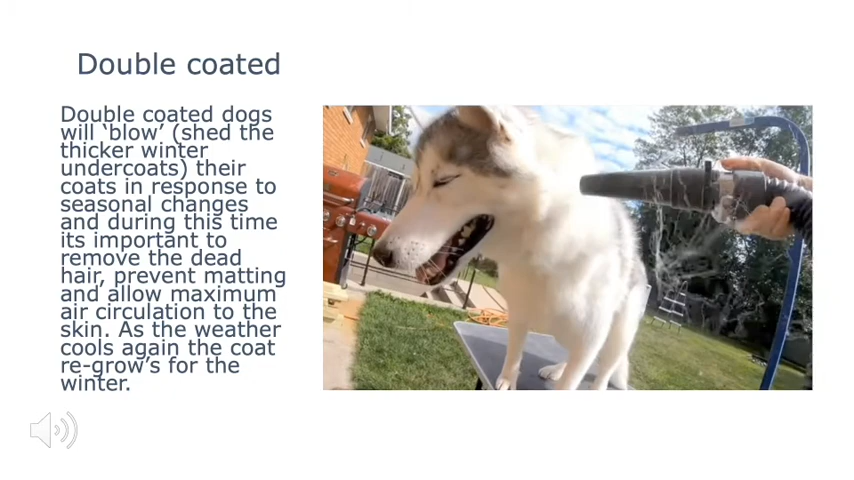 Double coated
Double coated dogs
will ‘blow’ (shed the
thicker winter
undercoats) their
coats in response to
seasonal changes
and during this time
its important to
remove the dead
hair, prevent matting
and allow maximum
air circulation to the
skin. As the weather
cools again the coat
re-grow’s for the
winter.